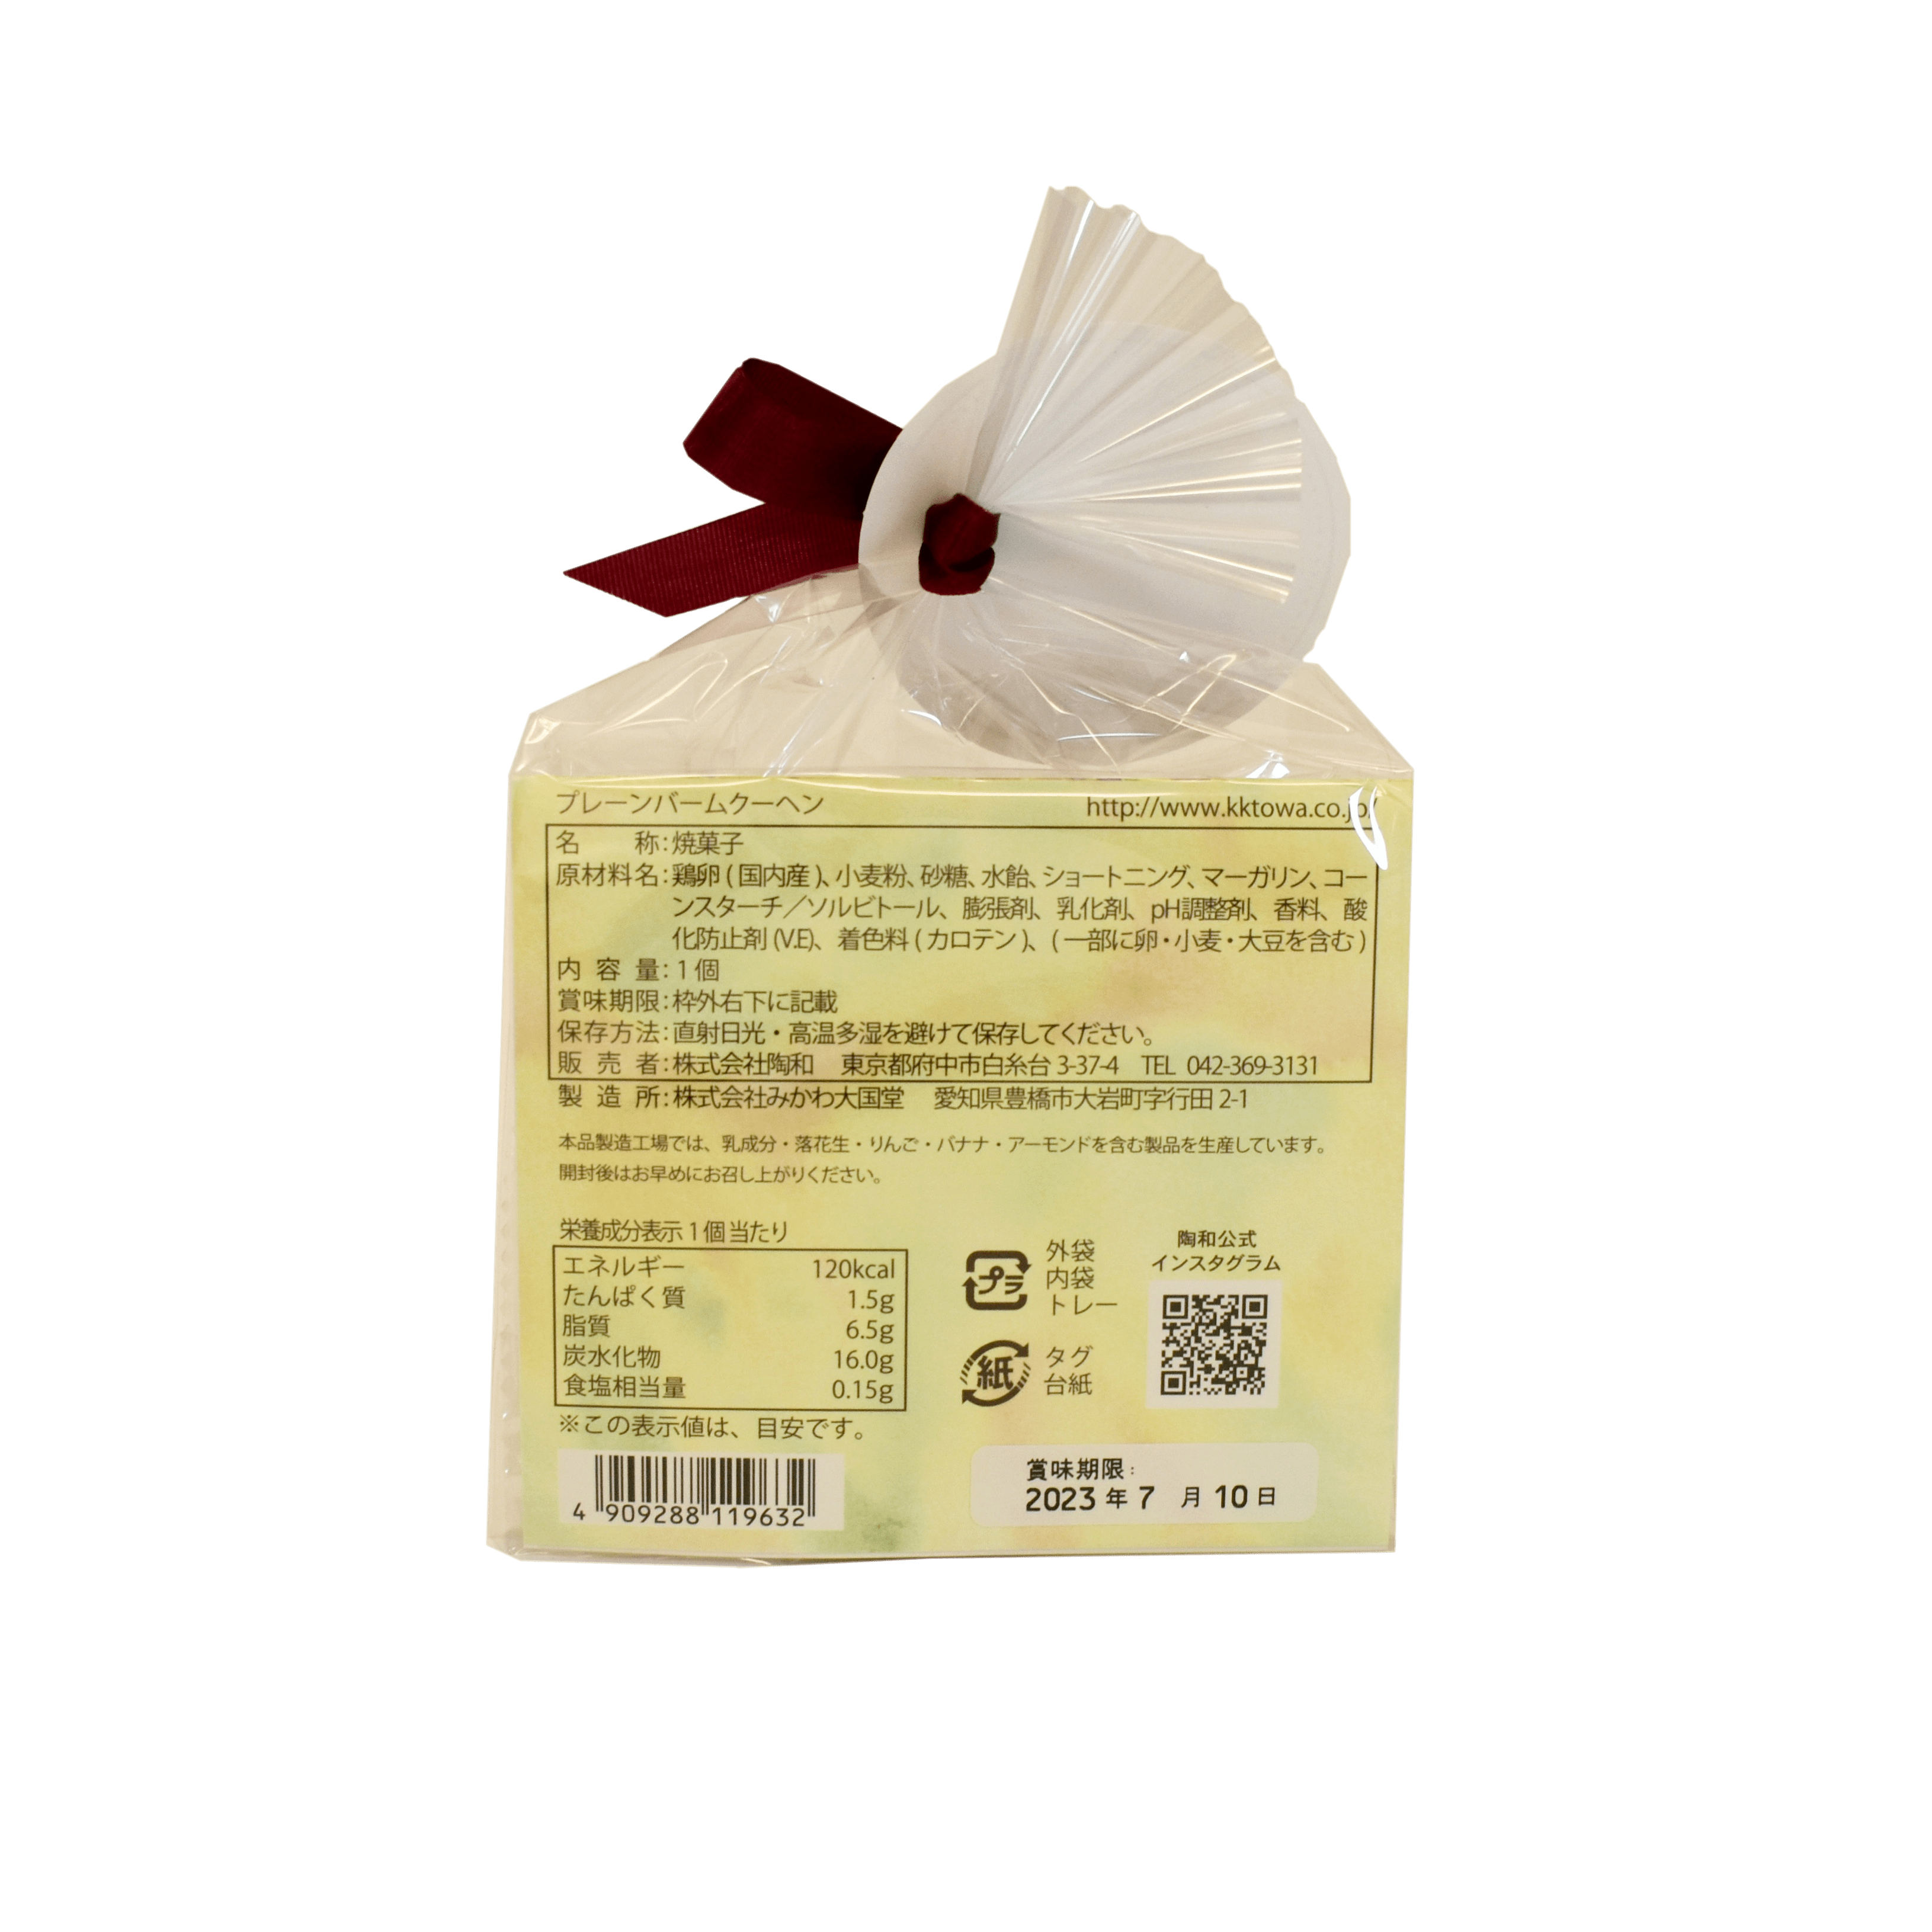 プレーンバームクーヘン http://www.kktowa.co.jp/
名　　称：焼菓子
原材料名：鶏卵（国内産）、小麦粉、砂糖、水飴、ショートニング、マーガリン、コー
ンスターチ／ソルビトール、膨張剤、乳化剤、pH調整剤、香料、酸
化防止剤(V.E)、着色料（カロテン）、（一部に卵・小麦・大豆を含む）
内 容 量：1個
賞味期限：枠外右下に記載
保存方法：直射日光・高温多湿を避けて保存してください。
販 売 者：株式会社陶和　東京都府中市白糸台 3-37-4　TEL 042-369-3131
製 造 所：株式会社みかわ大国堂　愛知県豊橋市大岩町字行田 2-1
本品製造工場では、乳成分・落花生・りんご・バナナ・アーモンドを含む製品を生産しています。
開封後はお早めにお召し上がりください。
栄養成分表示 1個当たり
エネルギー 120kcal
たんぱく質 1.5g
脂質 6.5g
炭水化物 16.0g
食塩相当量 0.15g
※この表示値は、目安です。
プラ
外袋
内袋
トレー
紙
タグ
台紙
陶和公式
インスタグラム
4 909288 119632
賞味期限：
2023 年 7 月 10 日